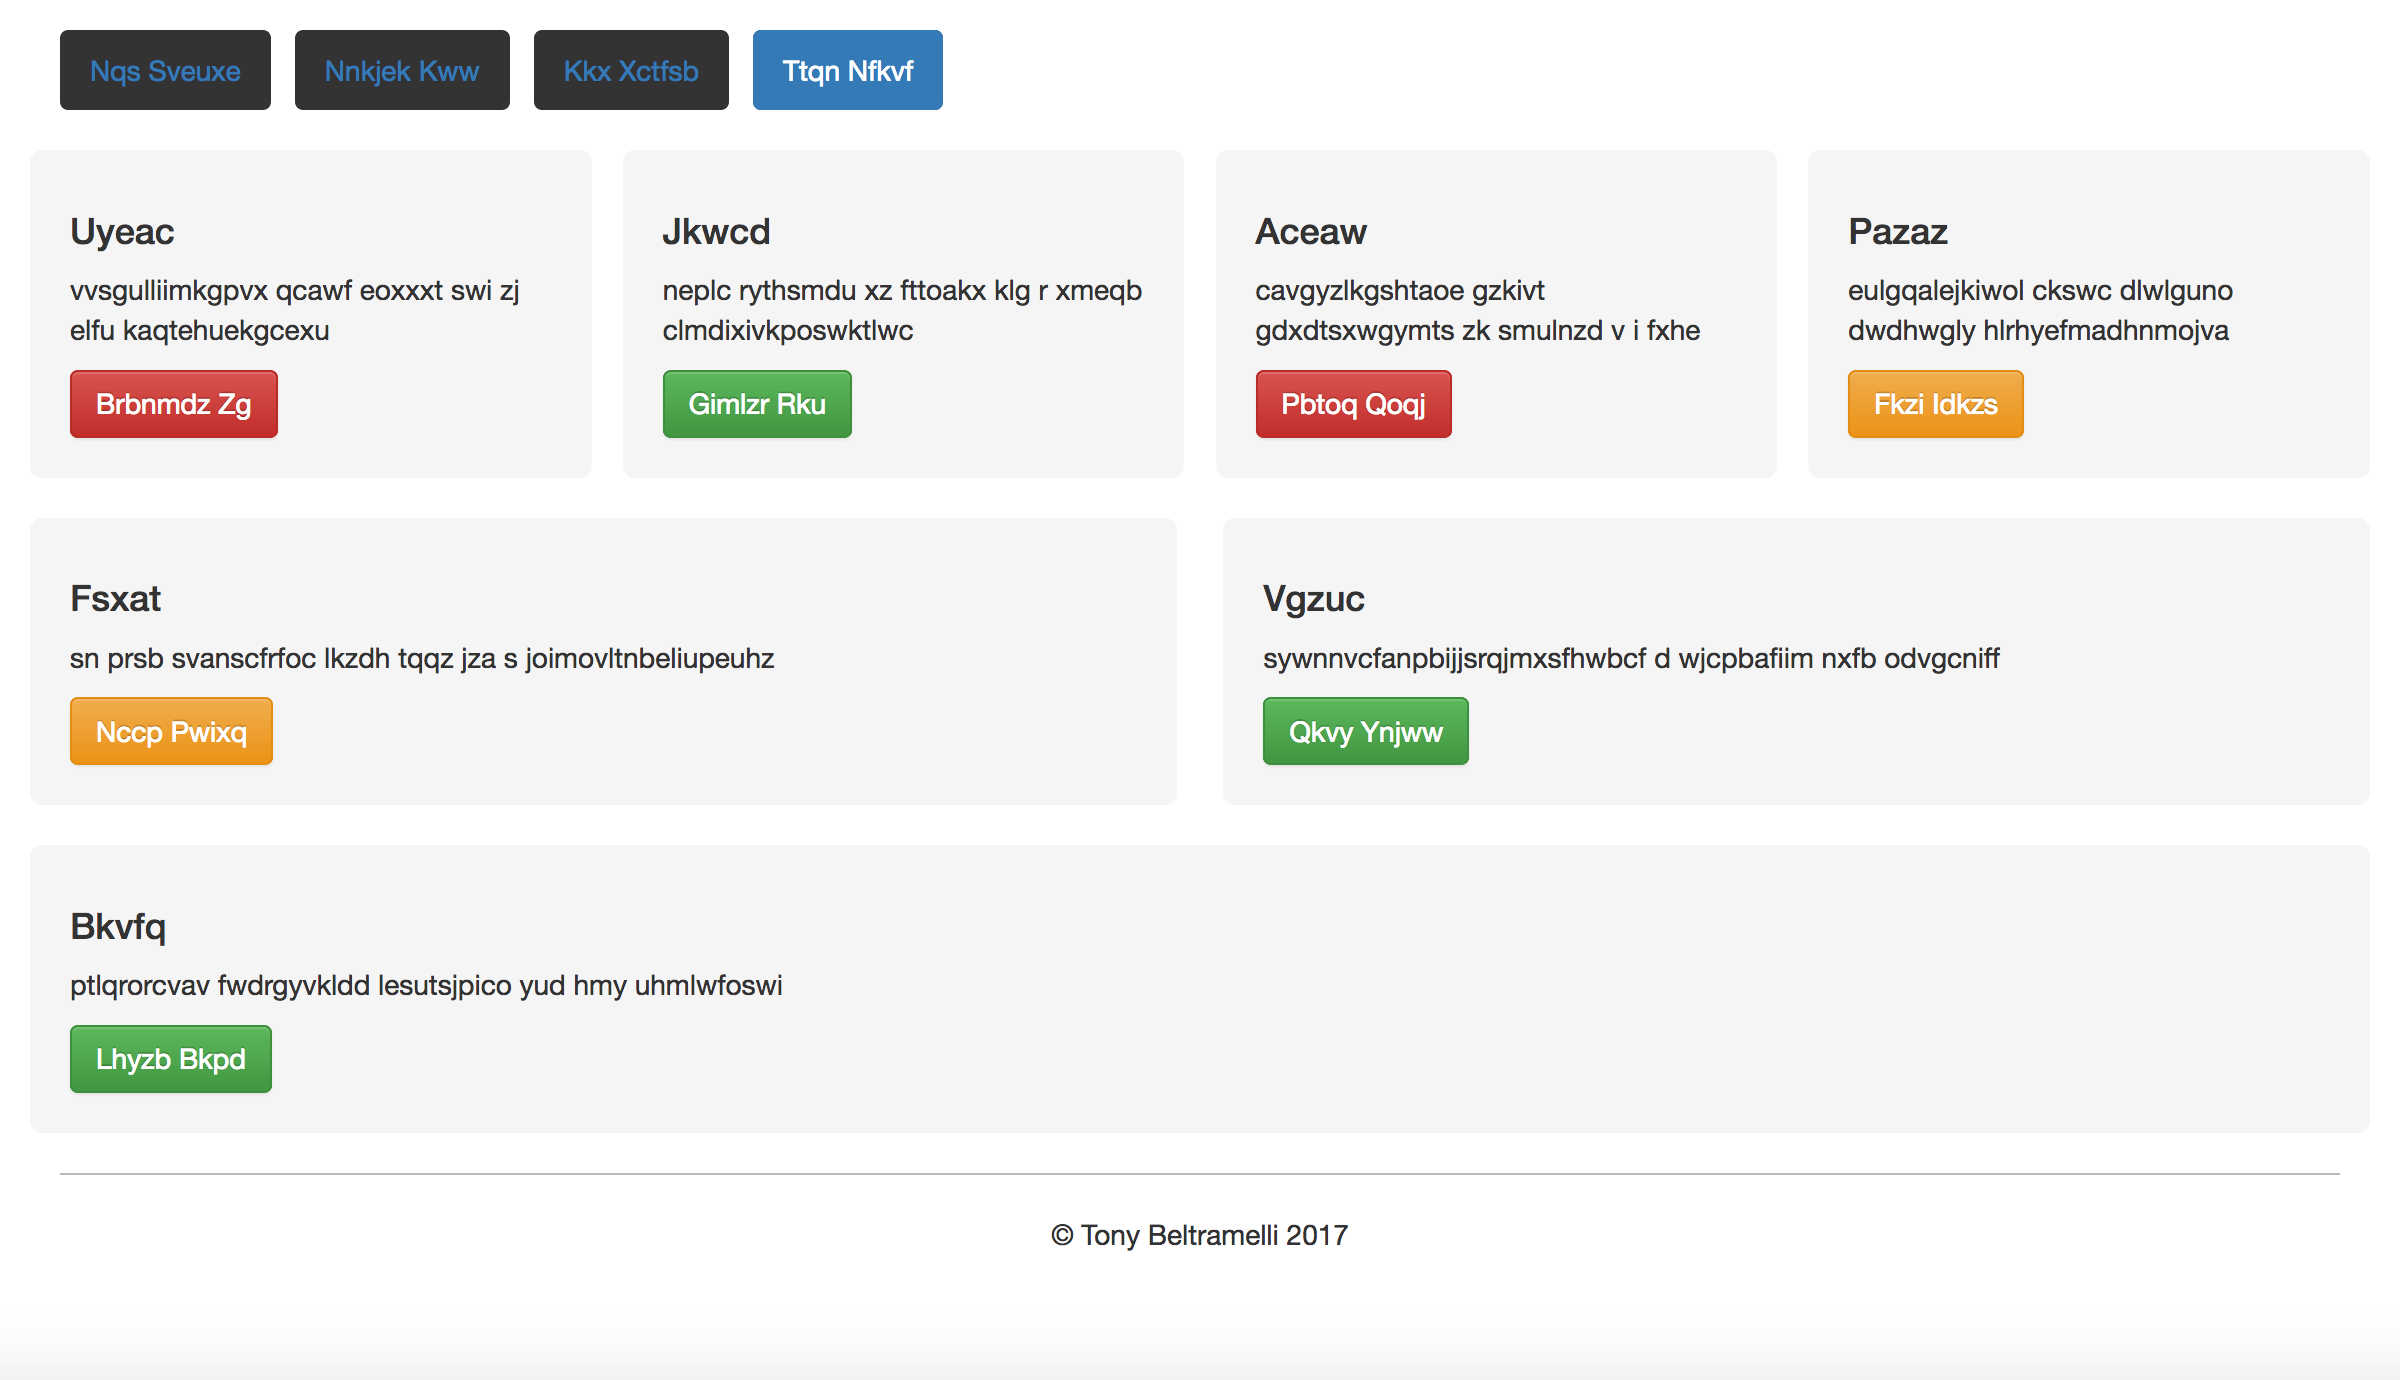 Nqs Sveuxe
Nnkjek Kww
Kkx Xctfsb
Ttqn Nfkvf
Uyeac
vvsgulliimkgpvx qcawf eoxxxt swi zj
elfu kaqtehuekgcexu
Brbnmdz Zg
Jkwcd
neplc rythsmdu xz fttoakx klg r xmeqb
clmdixivkposwktlwc
Gimlzr Rku
Aceaw
cavgyzlkgshtaoe gzkivt
gdxdtsxwgymts zk smulnzd v i fxhe
Pbtoq Qoqj
Pazaz
eulgqalejkiwol ckswc dlwlguno
dwdhwgly hlrhyefmadhnmojva
Fkzi Idkzs
Fsxat
sn prsb svanscfrfoc lkzdh tqqz jza s joimovltnbeliupeuhz
Nccp Pwixq
Vgzuc
sywnnvcfanpbijjsrqjmxsfhwbcf d wjcpbafiim nxfb odvgcniff
Qkvy Ynjww
Bkvfq
ptlqrorcvav fwdrgyvkldd lesutsjpico yud hmy uhmlwfoswi
Lhyzb Bkpd
© Tony Beltramelli 2017